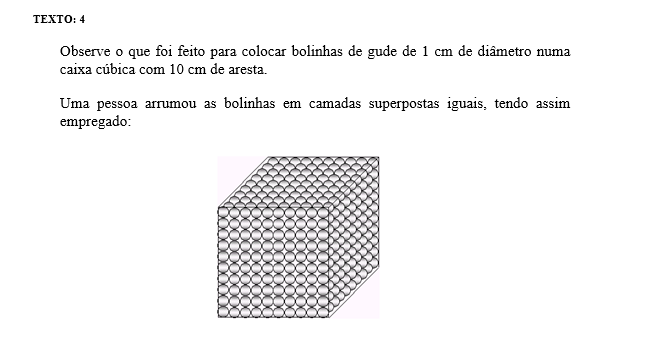 TEXTO: 4
Observe o que foi feito para colocar bolinhas de gude de 1 cm de diâmetro numa
caixa cúbica com 10 cm de aresta.
Uma pessoa arrumou as bolinhas em camadas superpostas iguais, tendo assim
empregado: